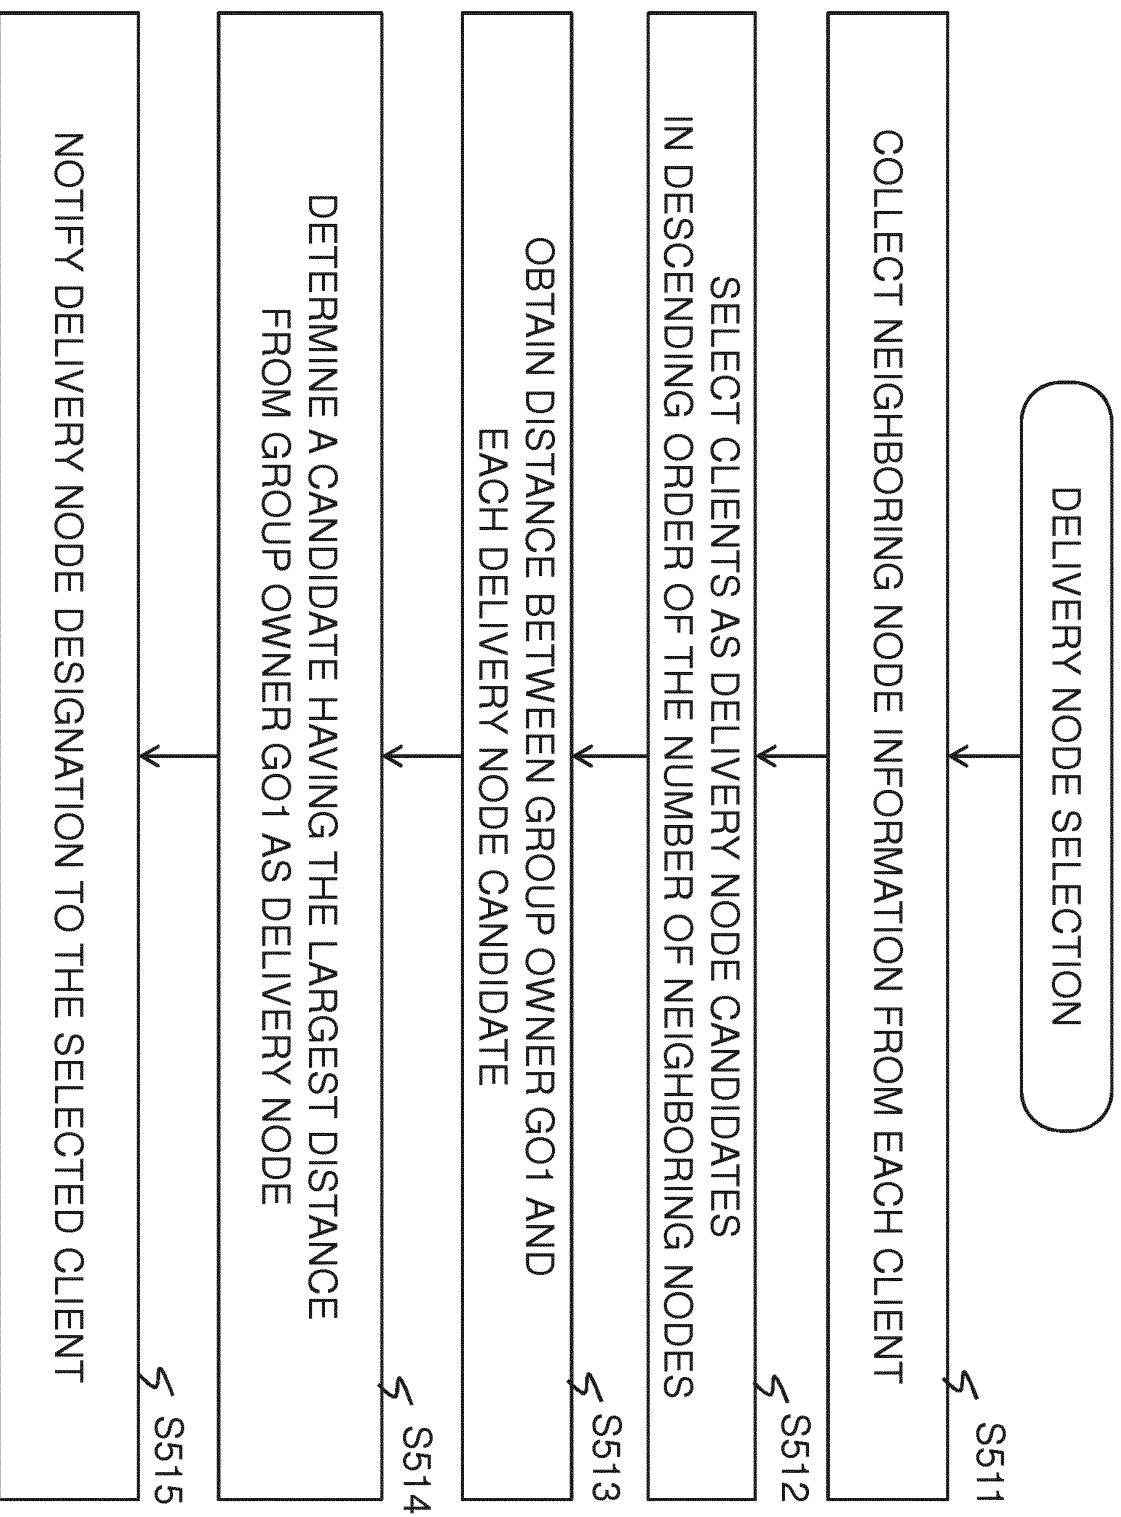 DELIVERY NODE SELECTION
S511
COLLECT NEIGHBORING NODE INFORMATION FROM EACH CLIENT
S512
SELECT CLIENTS AS DELIVERY NODE CANDIDATES
IN DESCENDING ORDER OF THE NUMBER OF NEIGHBORING NODES
S513
OBTAIN DISTANCE BETWEEN GROUP OWNER GO1 AND
EACH DELIVERY NODE CANDIDATE
S514
DETERMINE A CANDIDATE HAVING THE LARGEST DISTANCE
FROM GROUP OWNER GO1 AS DELIVERY NODE
S515
NOTIFY DELIVERY NODE DESIGNATION TO THE SELECTED CLIENT